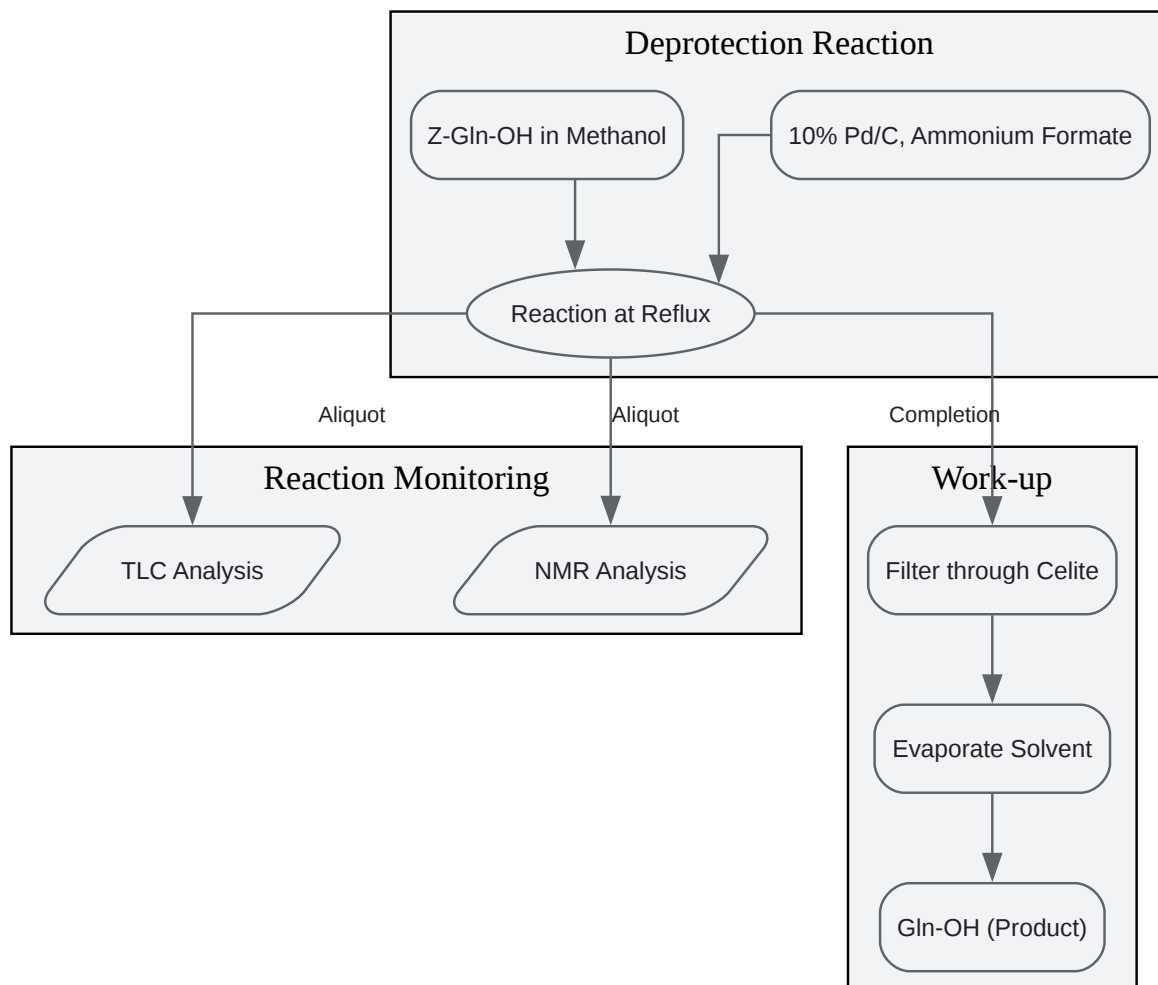 Deprotection Reaction
Z-Gln-OH in Methanol
10% Pd/C, Ammonium Formate
Reaction at Reflux
Aliquot
Aliquot
Completion
Reaction Monitoring
Work-up
TLC Analysis
NMR Analysis
Filter through Celite
Evaporate Solvent
Gln-OH (Product)